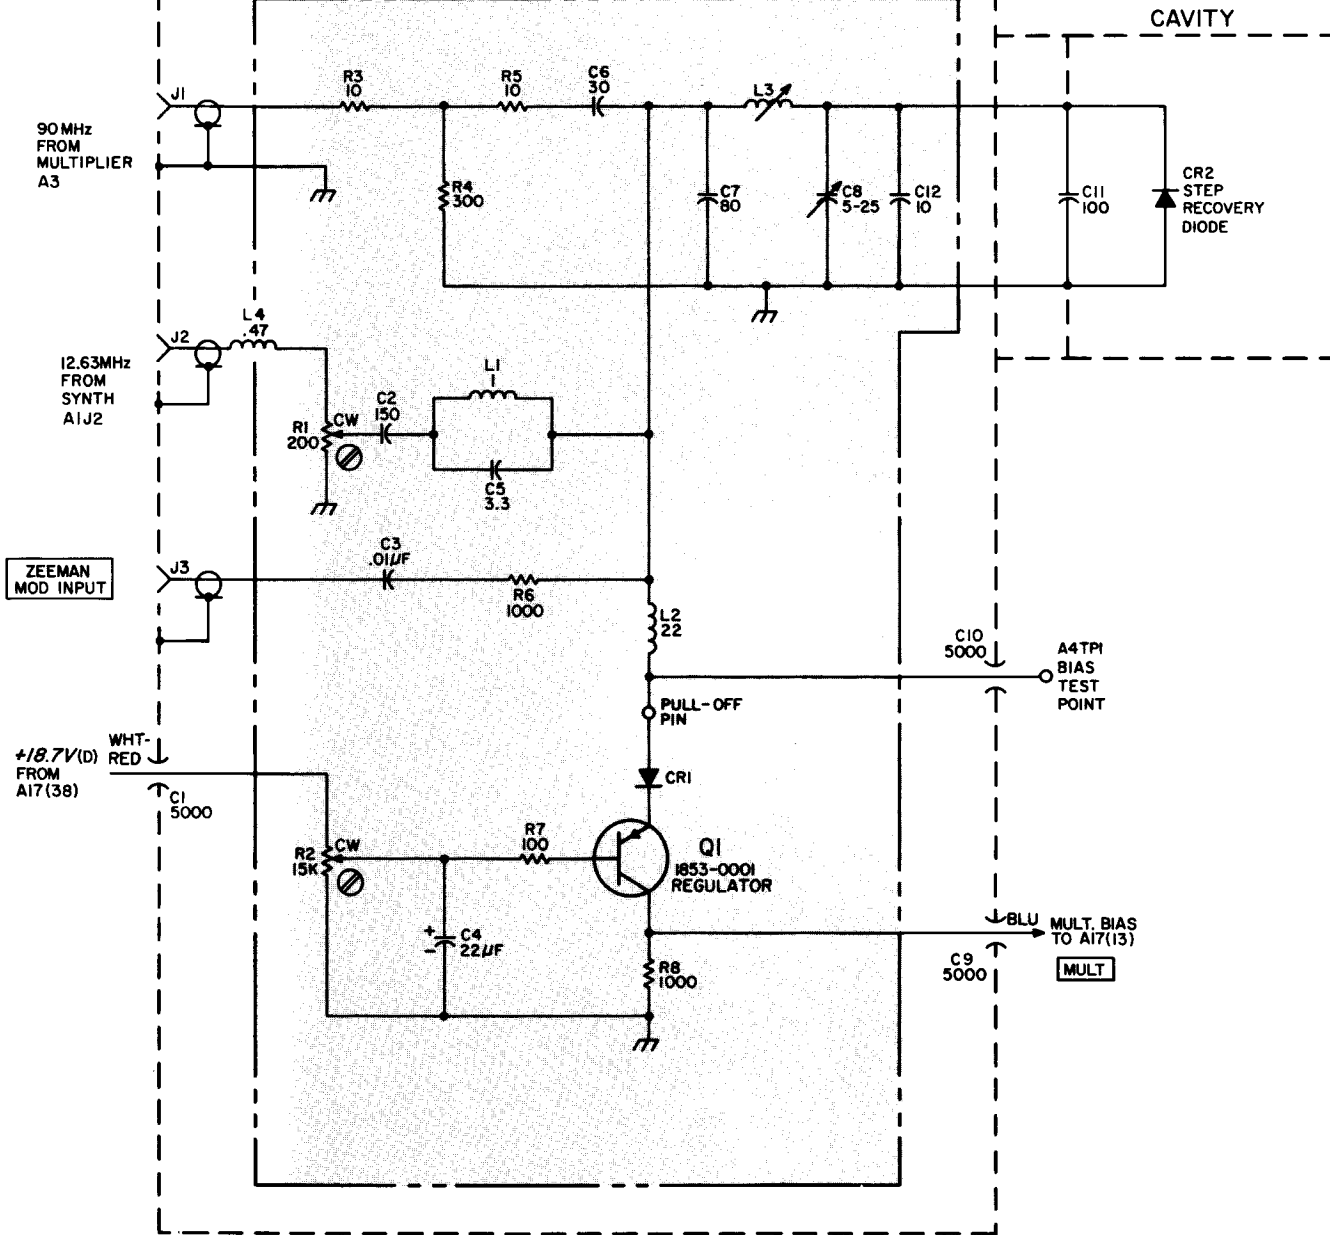 CAVITY
J1
R3
10
R5
10
C6
30
L3
90MHz
FROM
MULTIPLIER
A3
R4
300
C7
80
C8
5-25
C12
10
C11
100
CR2
STEP
RECOVERY
DIODE
J2
L4
.47
12.63MHz
FROM
SYNTH
A1J2
R1
200
CW
C2
150
L1
1
C5
3.3
ZEEMAN
MOD INPUT
J3
C3
.01µF
R6
1000
L2
22
C10
5000
A4TP1
BIAS
TEST
POINT
PULL-OFF
PIN
+18.7V(D)
FROM
A17(38)
WHT-
RED
C1
5000
CR1
R2
15K
CW
R7
100
Q1
1853-0001
REGULATOR
+
-
C4
22µF
R8
1000
BLU
C9
5000
MULT. BIAS
TO A17(13)
MULT